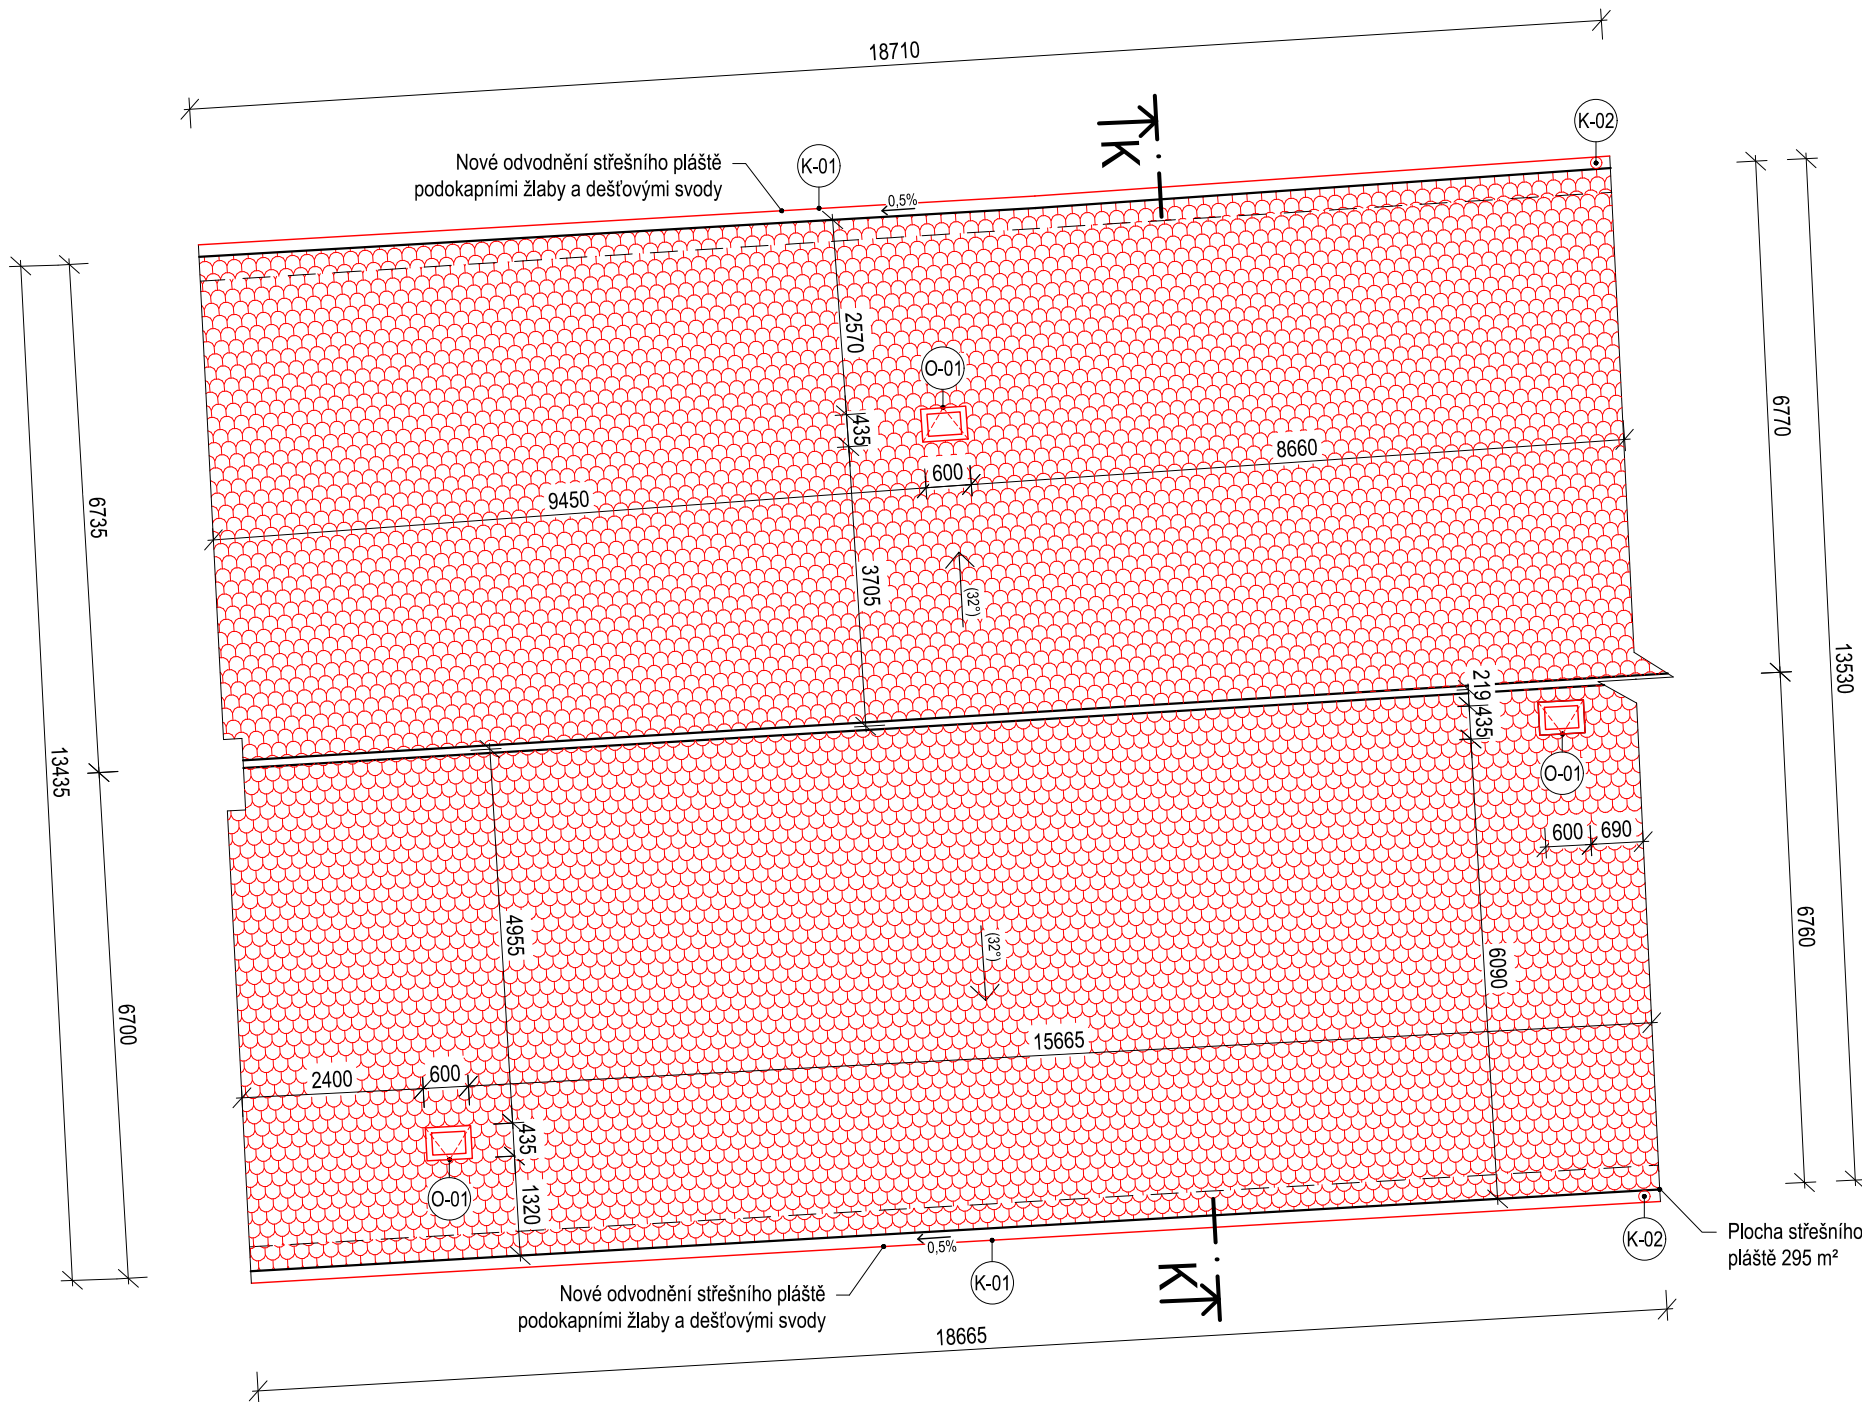 18710
K-02
Nové odvodnění střešního pláště
podokapními žlaby a dešťovými svody
K-01
0,5%
K
2570
O-01
435
600
8660
9450
3705
(32°)
6735
13435
6700
6770
13530
6760
219
435
O-01
600
690
4955
(32°)
6090
15665
2400
600
435
1320
O-01
0,5%
K-01
K
K-02
Plocha střešního
pláště 295 m²
Nové odvodnění střešního pláště
podokapními žlaby a dešťovými svody
18665